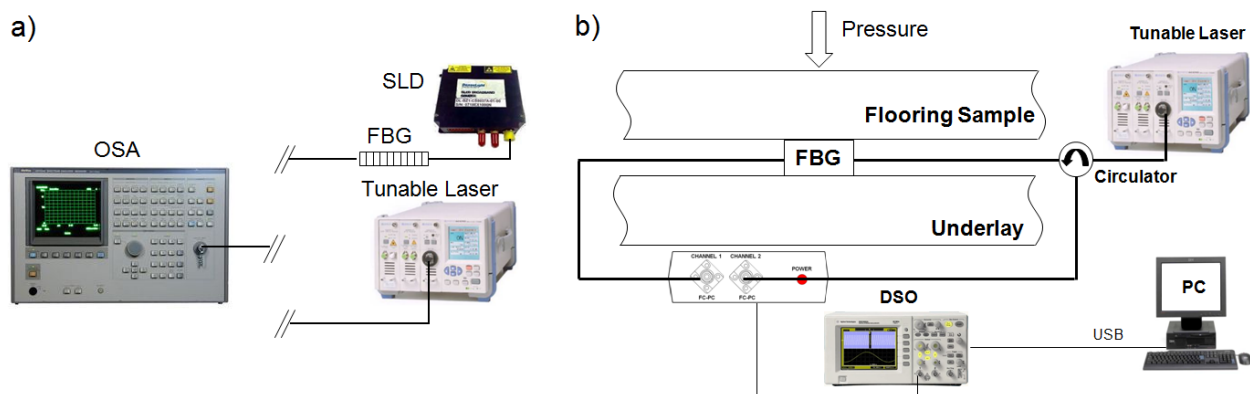 a)
SLD
FBG
OSA
Tunable Laser
b)
Pressure
Tunable Laser
Flooring Sample
FBG
Circulator
Underlay
CHANNEL 1
CHANNEL 2
POWER
FC-PC
FC-PC
DSO
PC
USB